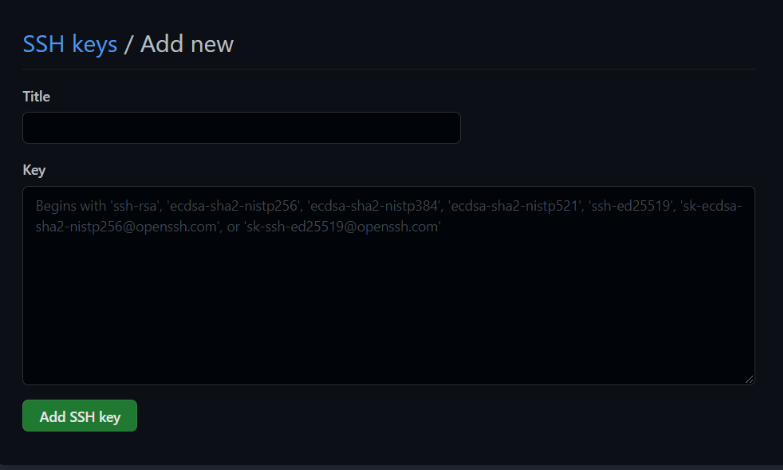 SSH keys / Add new
Title
Key
Begins with 'ssh-rsa', 'ecdsa-sha2-nistp256', 'ecdsa-sha2-nistp384', 'ecdsa-sha2-nistp521', 'ssh-ed25519', 'sk-ecdsa-
sha2-nistp256@openssh.com', or 'sk-ssh-ed25519@openssh.com'
Add SSH key